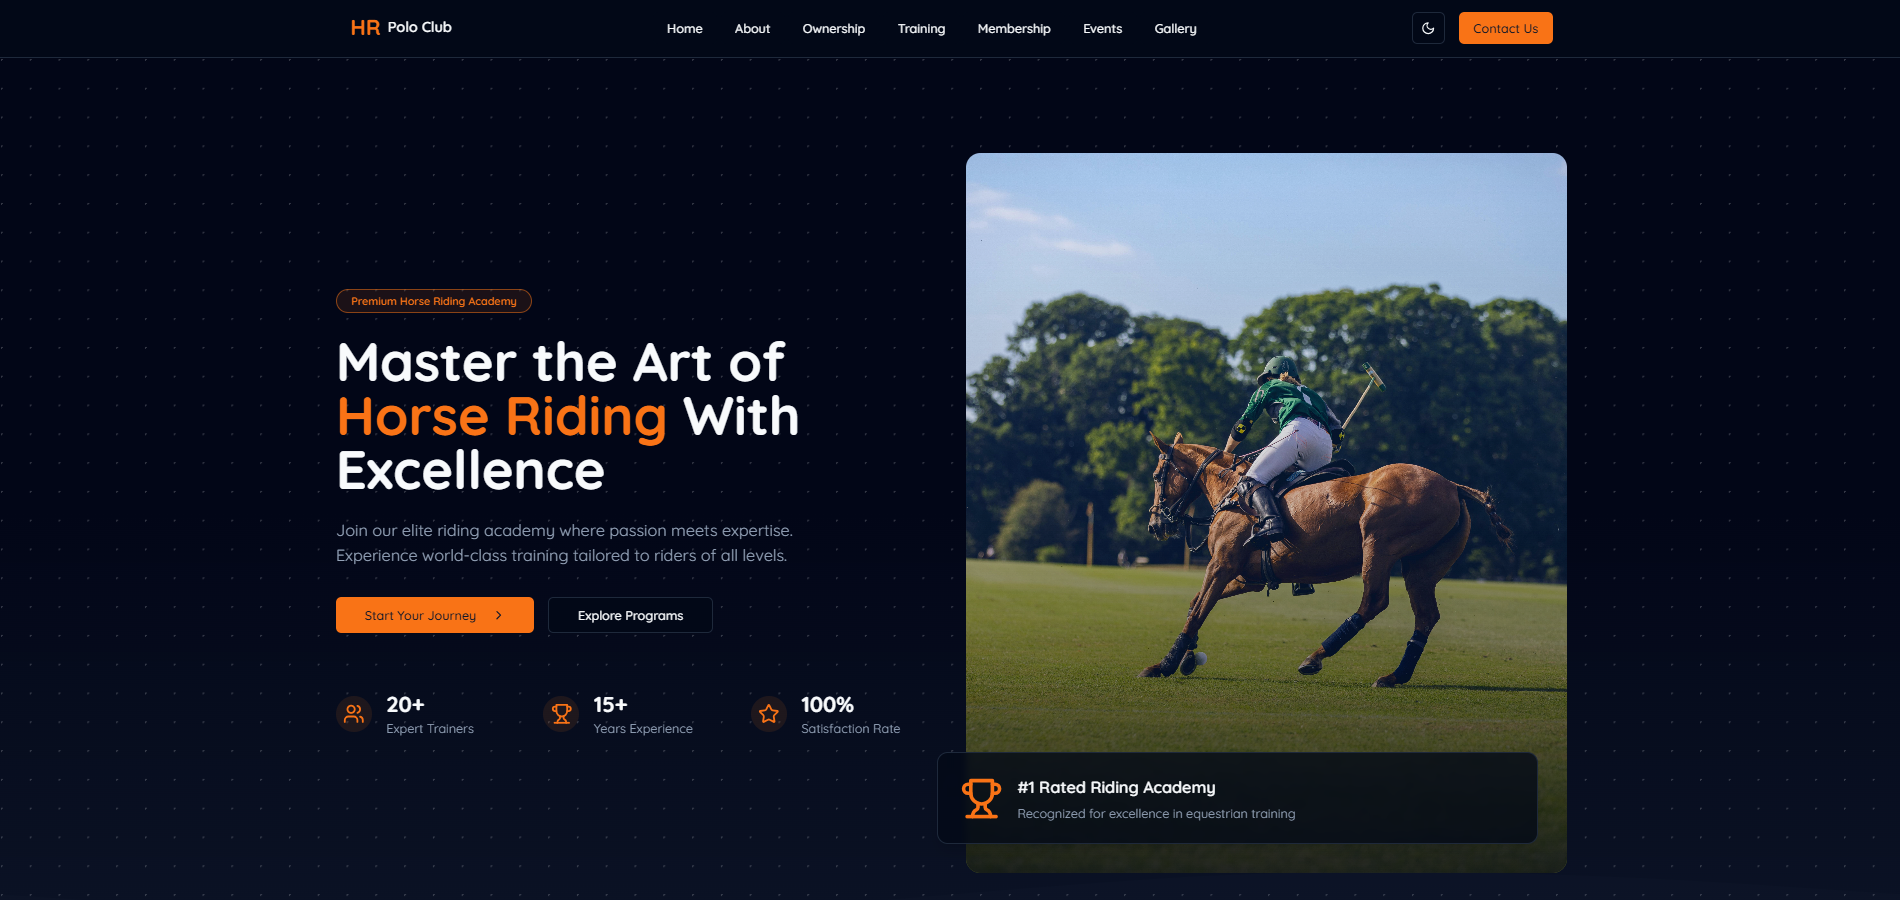 HR Polo Club
Home
About
Ownership
Training
Membership
Events
Gallery
Contact Us
Premium Horse Riding Academy
Master the Art of
Horse Riding With
Excellence
Join our elite riding academy where passion meets expertise.
Experience world-class training tailored to riders of all levels.
Start Your Journey
Explore Programs
20+
Expert Trainers
15+
Years Experience
100%
Satisfaction Rate
#1 Rated Riding Academy
Recognized for excellence in equestrian training